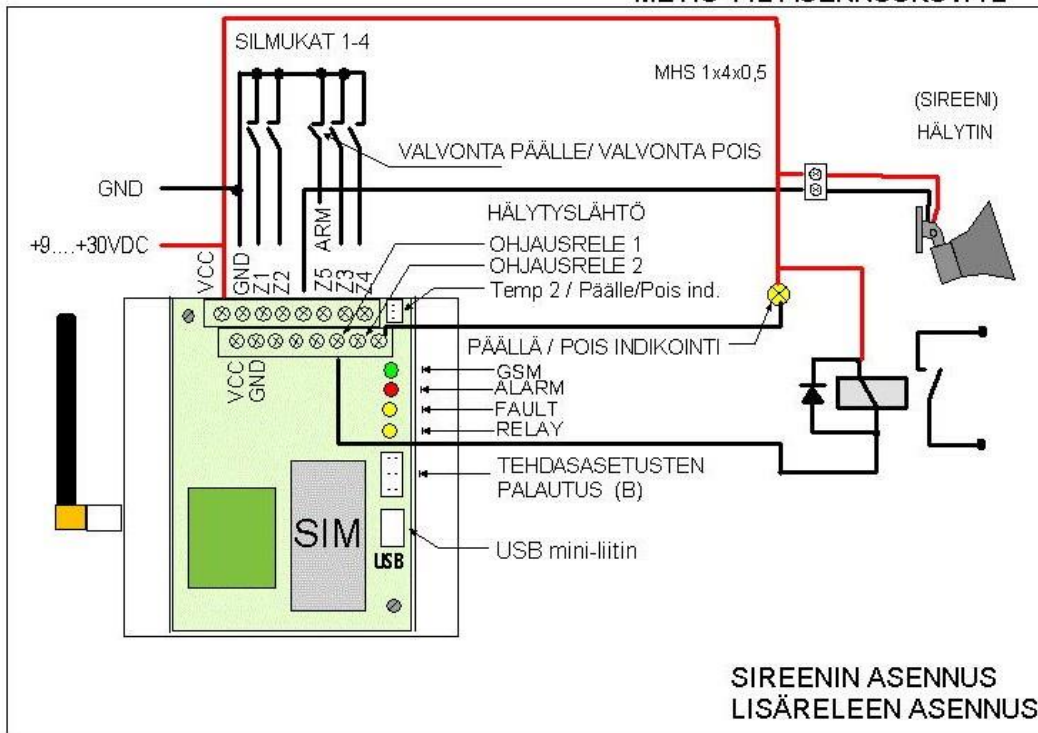 SILMUKAT 1-4
MHS 1x4x0,5
(SIREENI)
HÄLYTIN
VALVONTA PÄÄLLE/ VALVONTA POIS
GND
HÄLYTYSLÄHTÖ
+9....+30VDC
OHJAUSRELE 1
OHJAUSRELE 2
Temp 2 / Päälle/Pois ind.
VCC
GND
Z1
Z2
ARM
Z5
Z3
Z4
PÄÄLLÄ / POIS INDIKOINTI
VCC
GND
GSM
ALARM
FAULT
RELAY
TEHDASASETUSTEN
PALAUTUS (B)
SIM
USB
USB mini-liitin
SIREENIN ASENNUS
LISÄRELEEN ASENNUS